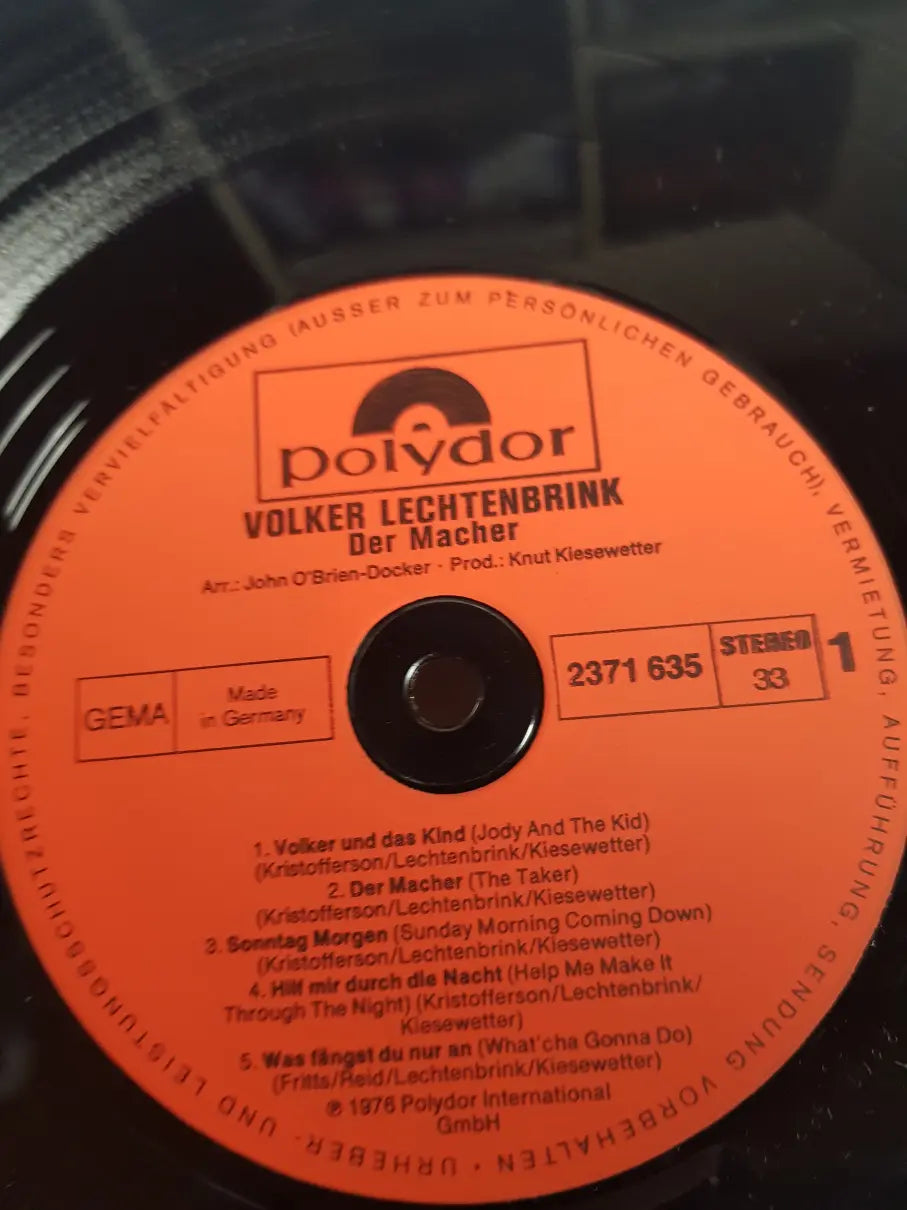 URHEBER- UND LEISTUNGSSCHUTZRECHTE, BESONDERS VERVIELFÄLTIGUNG (AUSSER ZUM PERSÖNLICHEN GEBRAUCH), VERMIETUNG, AUFFÜHRUNG, SENDUNG VORBEHALTEN ·
polydor
VOLKER LECHTENBRINK
Der Macher
Arr.: John O'Brien-Docker · Prod.: Knut Kiesewetter
GEMA
Made
in Germany
2371 635
STEREO
33
1
1. Volker und das Kind (Jody And The Kid)
(Kristofferson/Lechtenbrink/Kiesewetter)
2. Der Macher (The Taker)
(Kristofferson/Lechtenbrink/Kiesewetter)
3. Sonntag Morgen (Sunday Morning Coming Down)
(Kristofferson/Lechtenbrink/Kiesewetter)
4. Hilf mir durch die Nacht (Help Me Make It
Through The Night) (Kristofferson/Lechtenbrink/
Kiesewetter)
5. Was fängst du nur an (What'cha Gonna Do)
(Fritts/Reid/Lechtenbrink/Kiesewetter)
℗ 1976 Polydor International
GmbH